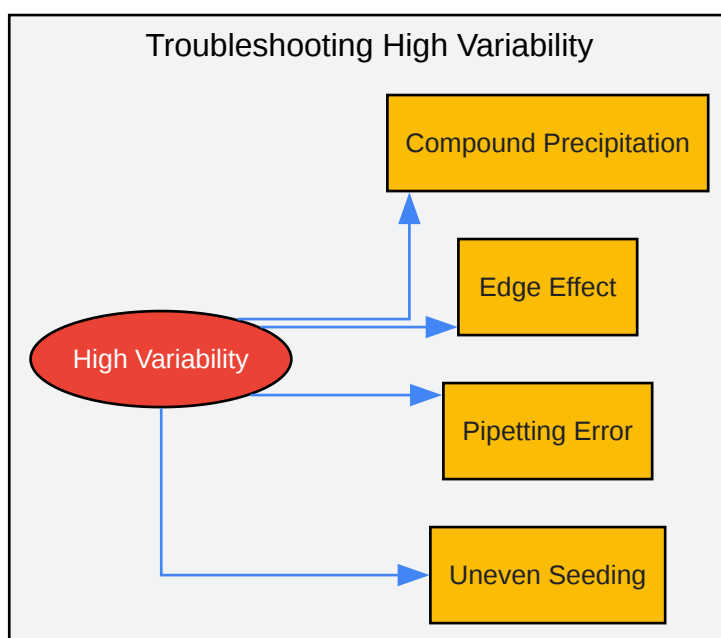 Troubleshooting High Variability
Compound Precipitation
Edge Effect
High Variability
Pipetting Error
Uneven Seeding